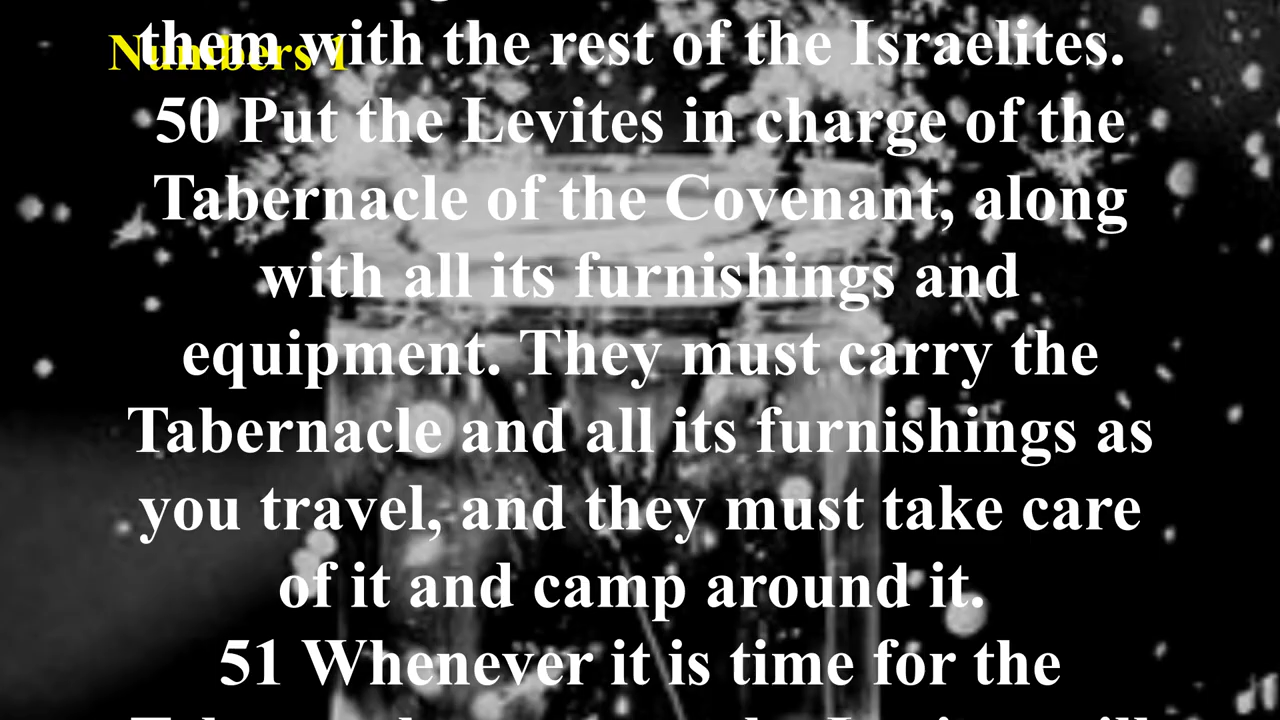 Numbers 1
them with the rest of the Israelites.
50 Put the Levites in charge of the
Tabernacle of the Covenant, along
with all its furnishings and
equipment. They must carry the
Tabernacle and all its furnishings as
you travel, and they must take care
of it and camp around it.
51 Whenever it is time for the